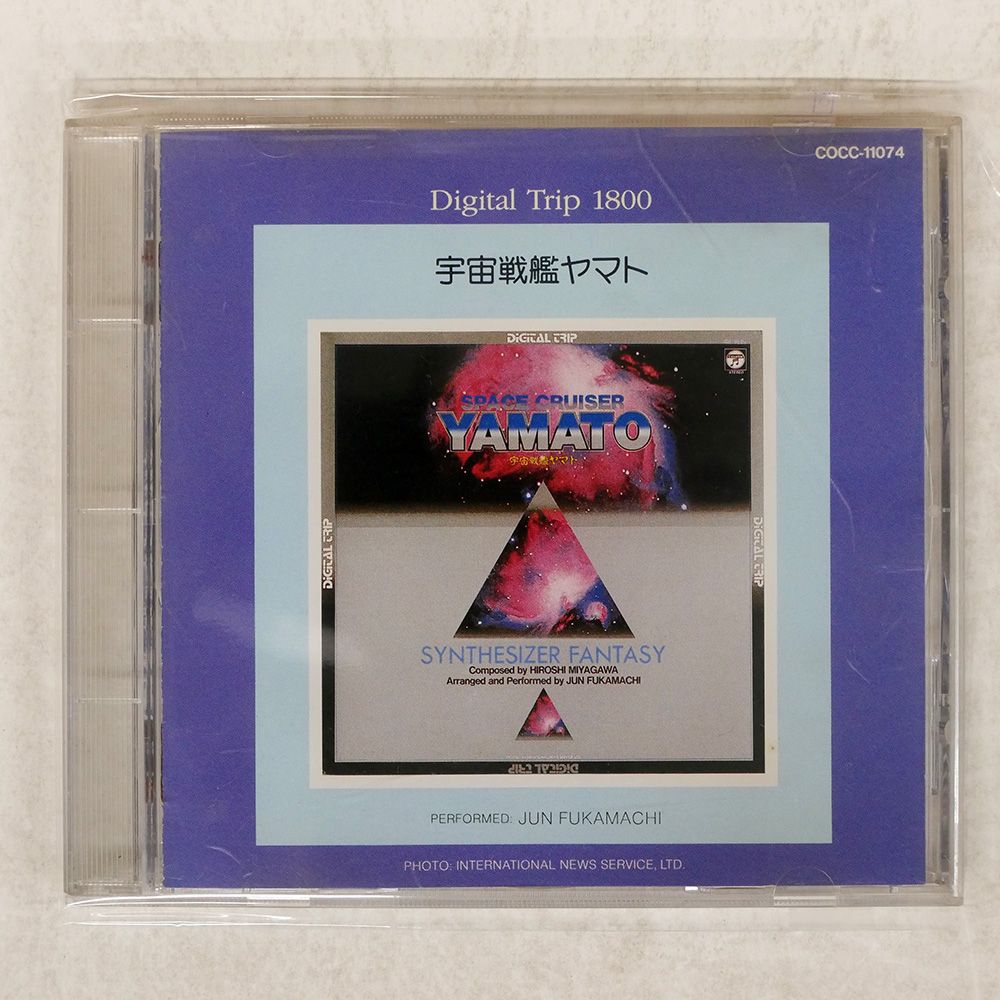 COCC-11074
Digital Trip 1800
宇宙戦艦ヤマト
DIGITAL TRIP
SPACE CRUISER
YAMATO
宇宙戦艦ヤマト
DIGITAL TRIP
DIGITAL TRIP
SYNTHESIZER FANTASY
Composed by HIROSHI MIYAGAWA
Arranged and Performed by JUN FUKAMACHI
DIGITAL TRIP
PERFORMED: JUN FUKAMACHI
PHOTO: INTERNATIONAL NEWS SERVICE, LTD.